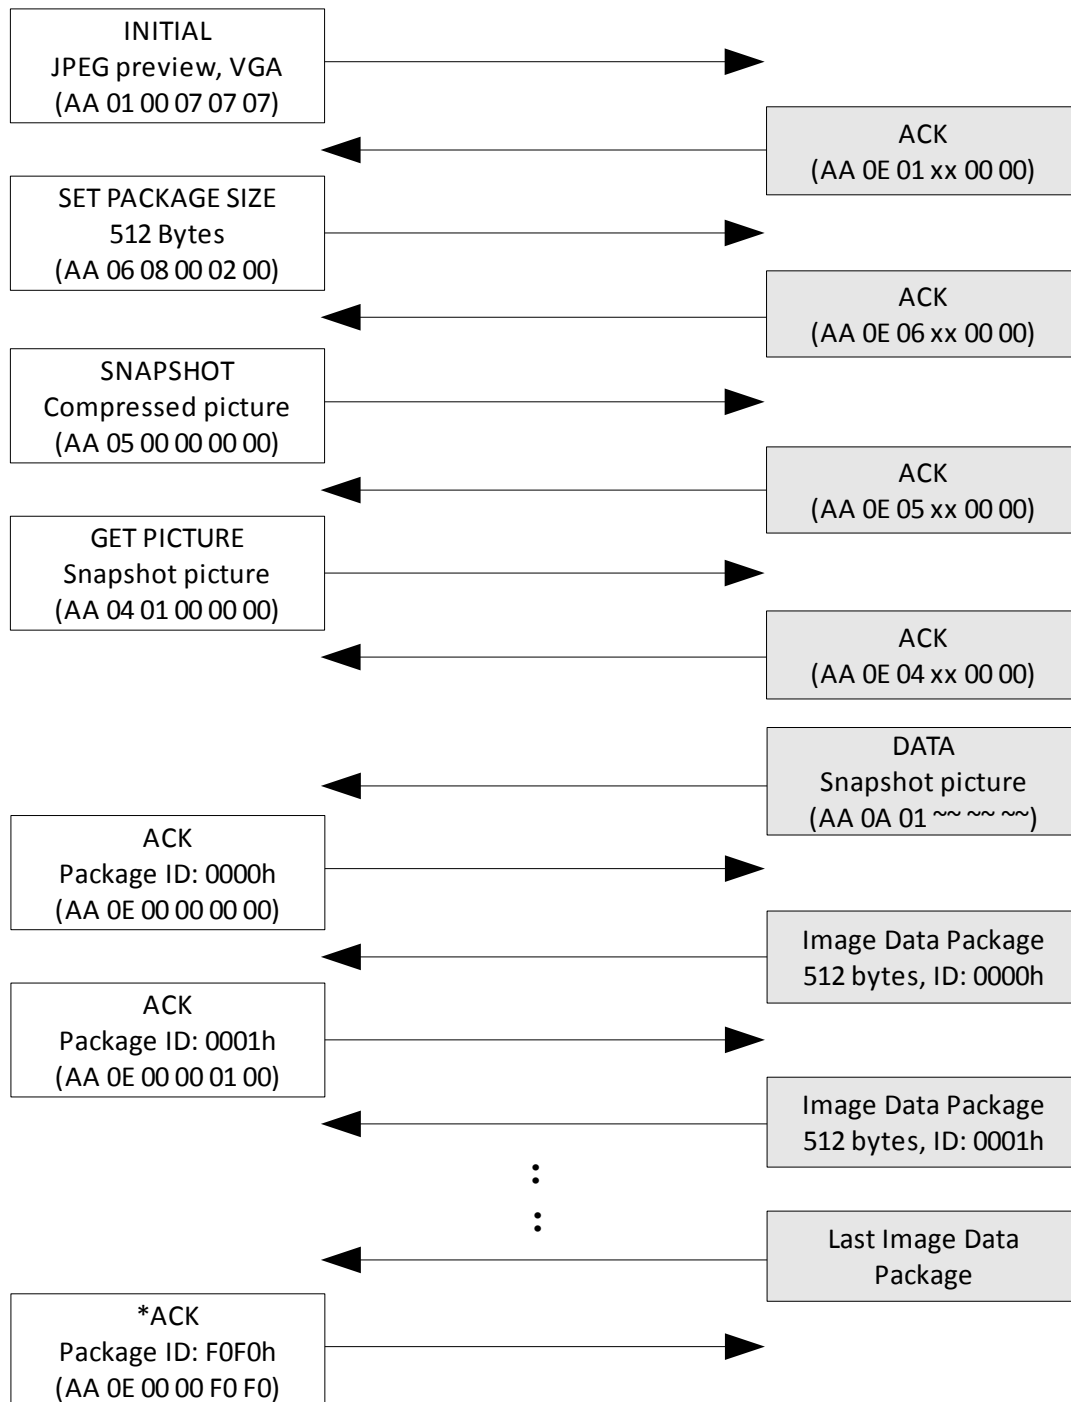 INITIAL
JPEG preview, VGA
(AA 01 00 07 07 07)
ACK
(AA 0E 01 xx 00 00)
SET PACKAGE SIZE
512 Bytes
(AA 06 08 00 02 00)
ACK
(AA 0E 06 xx 00 00)
SNAPSHOT
Compressed picture
(AA 05 00 00 00 00)
ACK
(AA 0E 05 xx 00 00)
GET PICTURE
Snapshot picture
(AA 04 01 00 00 00)
ACK
(AA 0E 04 xx 00 00)
DATA
Snapshot picture
(AA 0A 01 ~~ ~~ ~~)
ACK
Package ID: 0000h
(AA 0E 00 00 00 00)
Image Data Package
512 bytes, ID: 0000h
ACK
Package ID: 0001h
(AA 0E 00 00 01 00)
Image Data Package
512 bytes, ID: 0001h
Last Image Data
Package
*ACK
Package ID: F0F0h
(AA 0E 00 00 F0 F0)